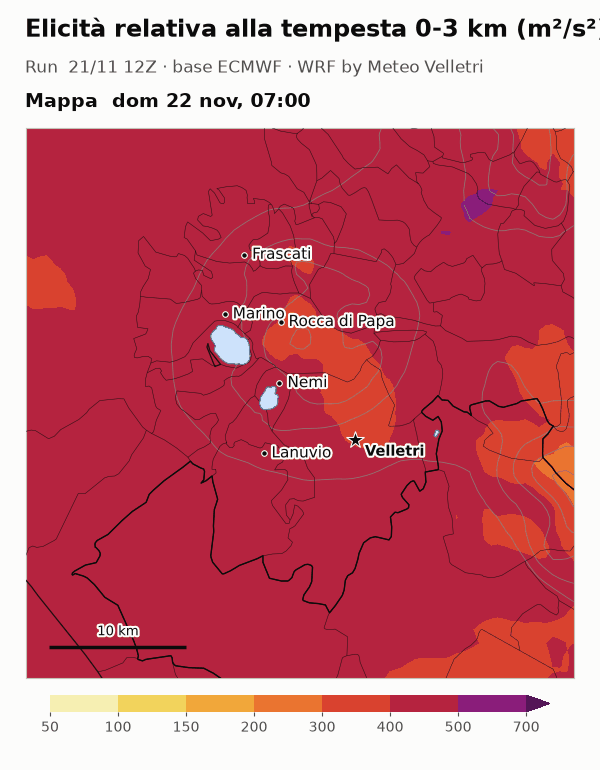 Elicità relativa alla tempesta 0-3 km (m²/s²)
Run 21/11 12Z · base ECMWF · WRF by Meteo Velletri
Mappa dom 22 nov, 07:00
Frascati
Marino
Rocca di Papa
Nemi
Velletri
Lanuvio
10 km
50 100 150 200 300 400 500 700